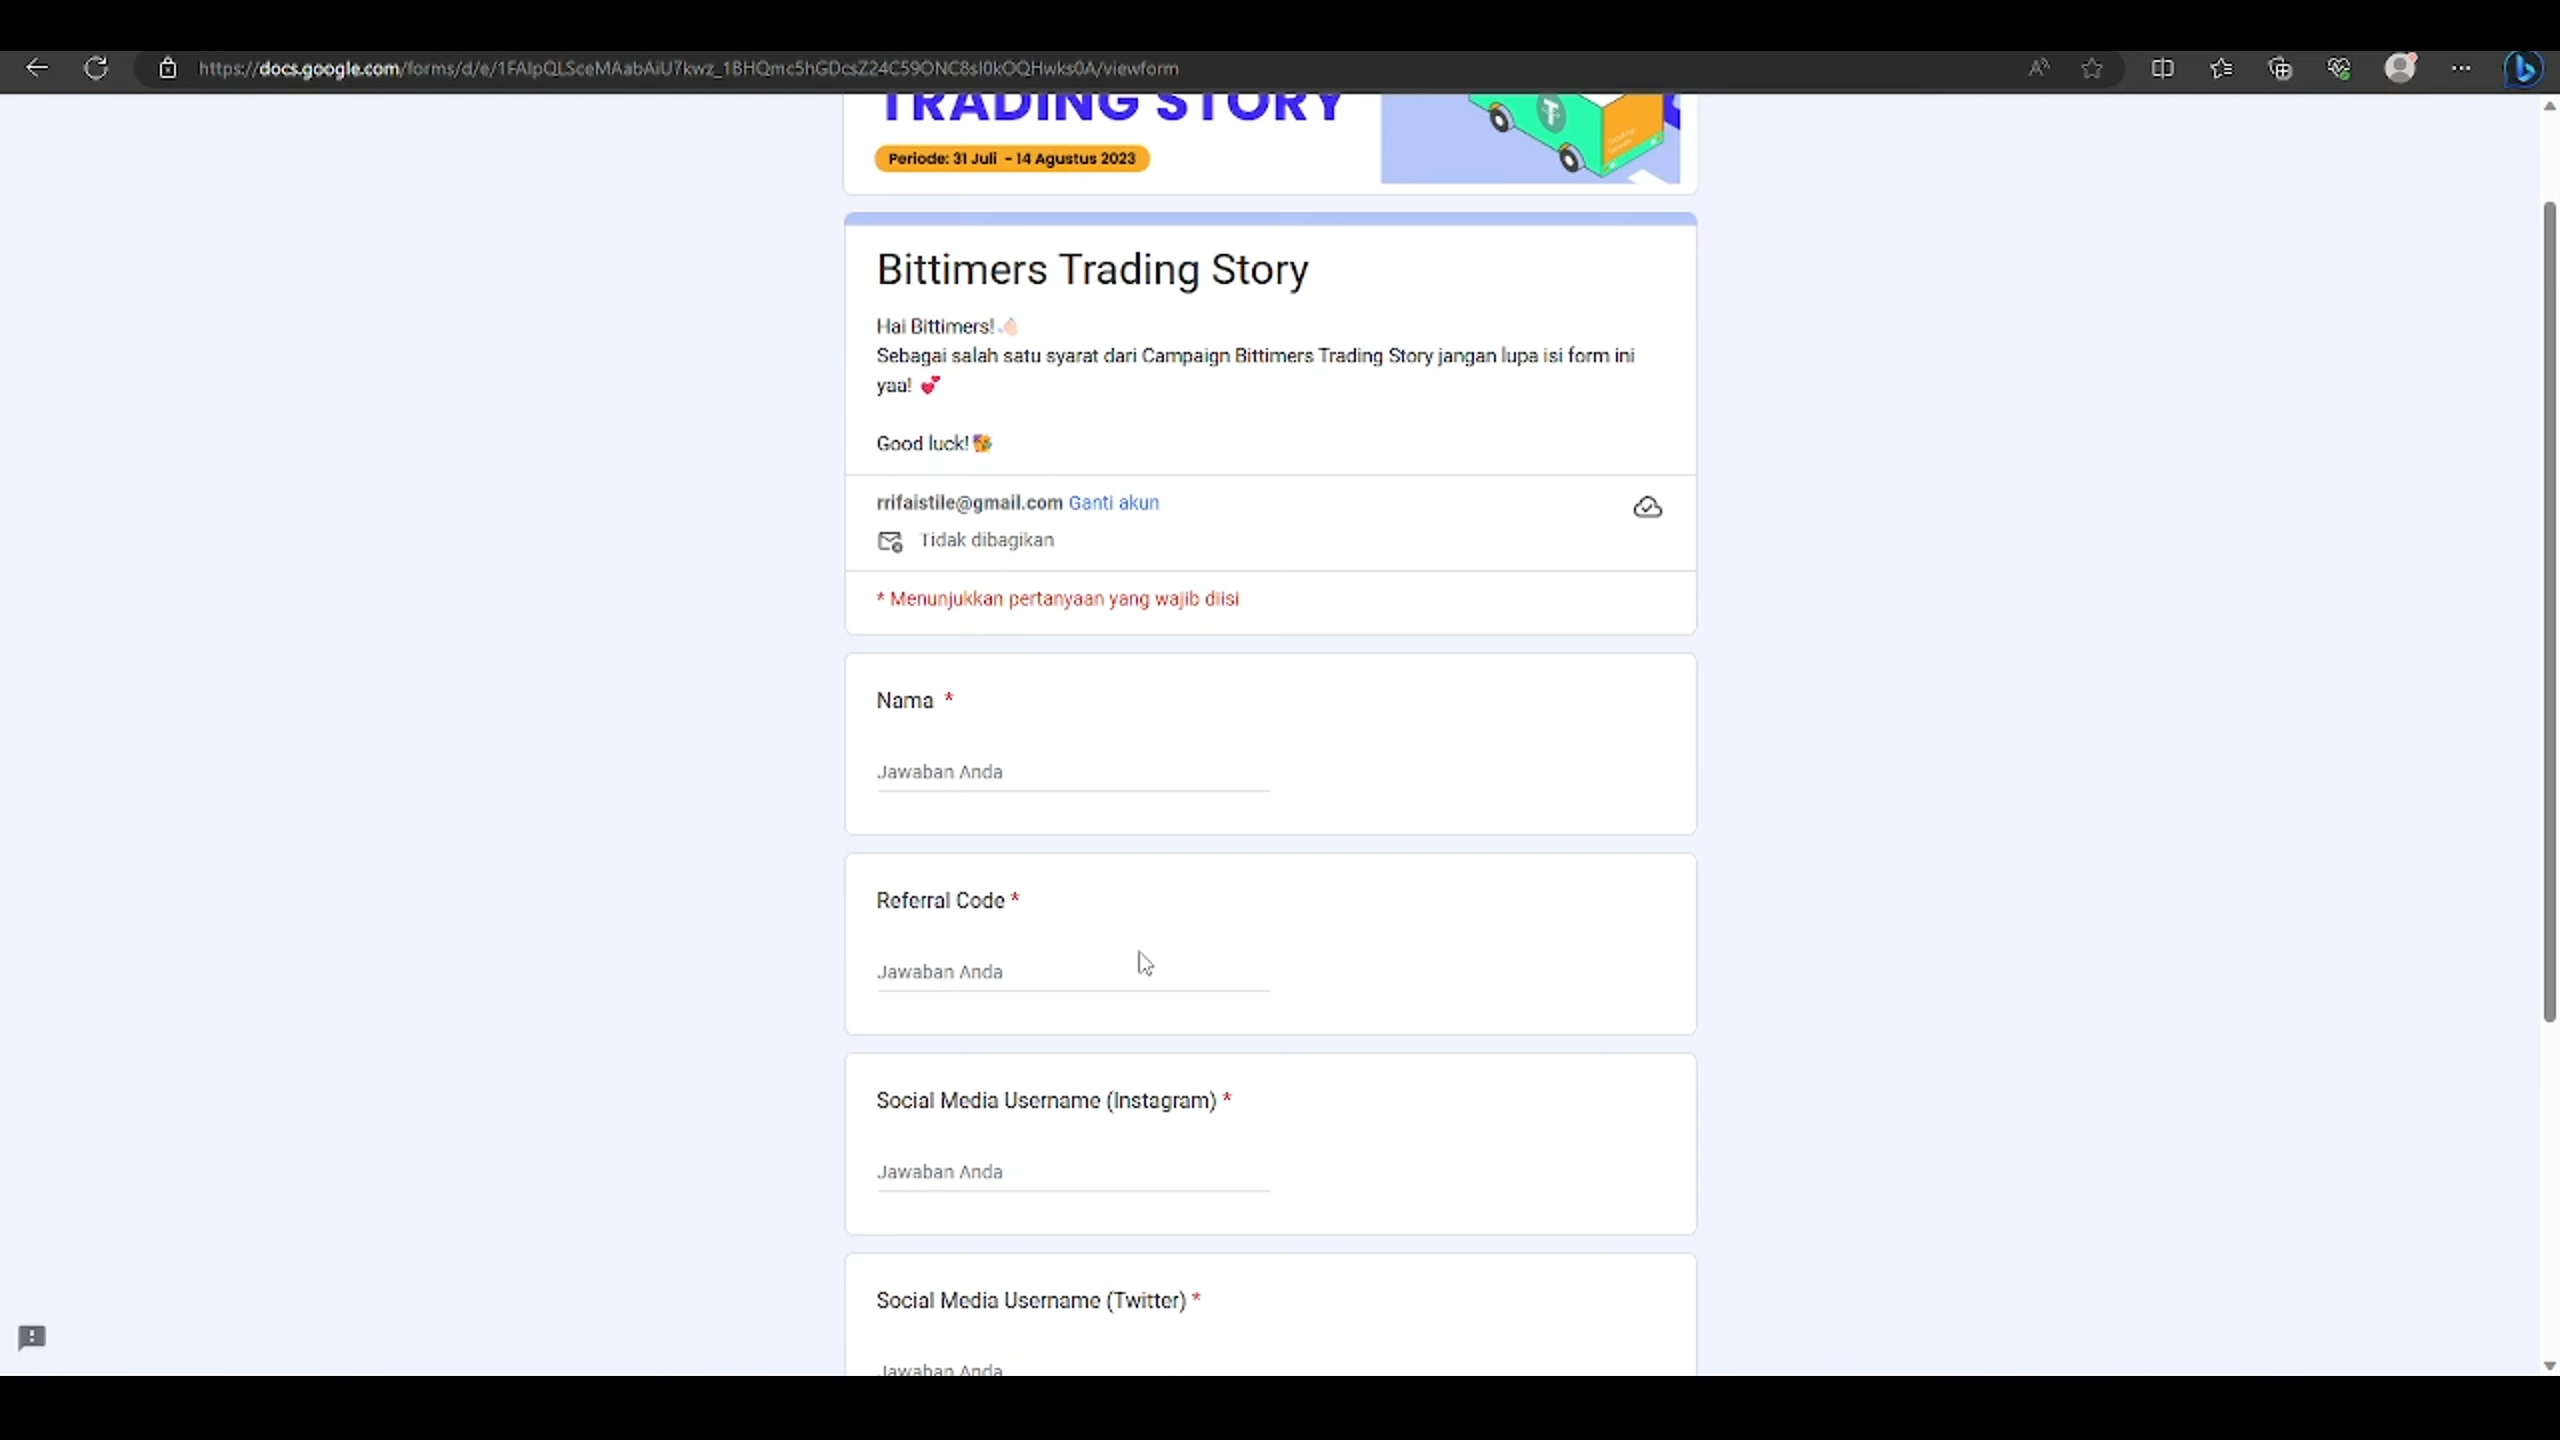 https://docs.google.com/forms/d/e/1FAIpQLSceMAabAiU7kwz_1BHQmc5hGDcsZ24C59ONC8sI0kOQHwks0A/viewform
TRADING STORY
Periode: 31 Juli - 14 Agustus 2023
Bittimers Trading Story
Hai Bittimers!👋🏻
Sebagai salah satu syarat dari Campaign Bittimers Trading Story jangan lupa isi form ini
yaa! 💕
Good luck!
rrifaistile@gmail.com Ganti akun
Tidak dibagikan
* Menunjukkan pertanyaan yang wajib diisi
Nama *
Jawaban Anda
Referral Code *
Jawaban Anda
Social Media Username (Instagram) *
Jawaban Anda
Social Media Username (Twitter) *
Jawaban Anda